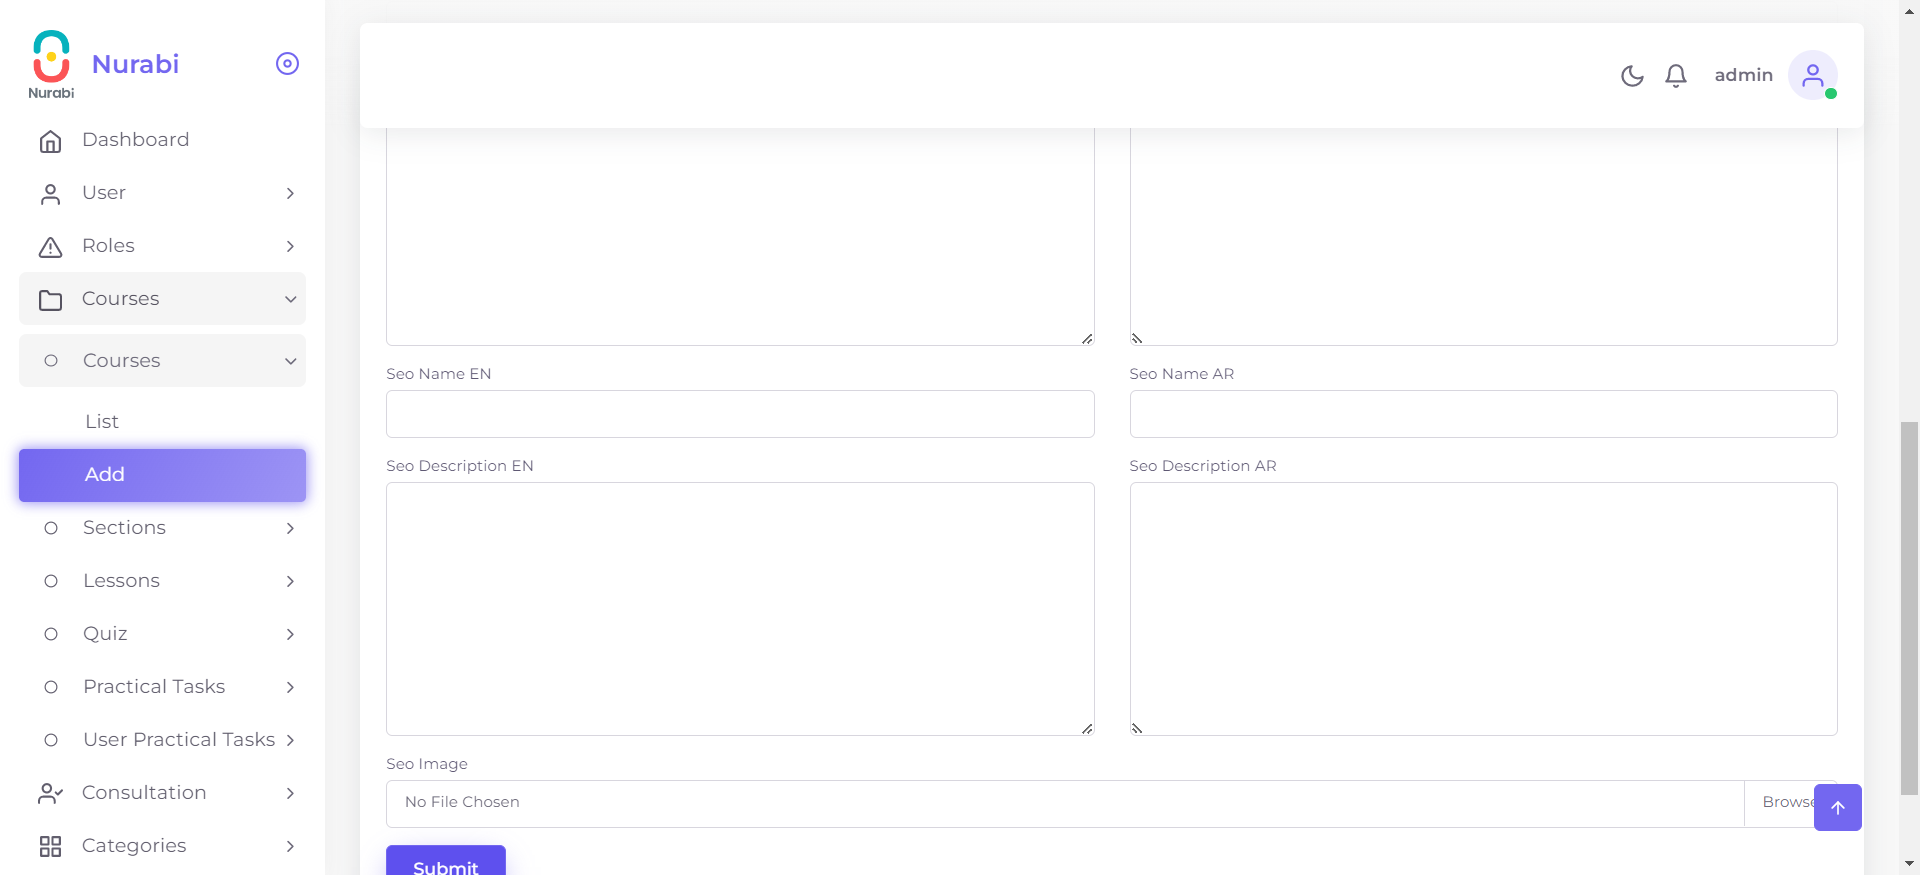 Nurabi
Nurabi
Dashboard
User
Roles
Courses
Courses
List
Add
Sections
Lessons
Quiz
Practical Tasks
User Practical Tasks
Consultation
Categories
admin
Seo Name EN
Seo Name AR
Seo Description EN
Seo Description AR
Seo Image
No File Chosen
Browse
Submit